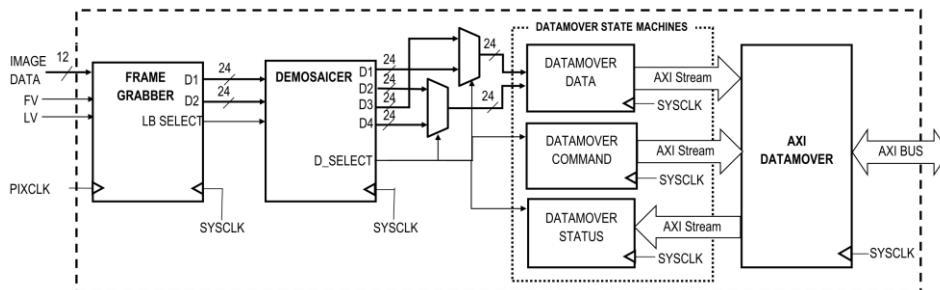 DATAMOVER STATE MACHINES
IMAGE
DATA
12
FV
LV
PIXCLK
FRAME
GRABBER
D1
D2
LB SELECT
24
24
SYSCLK
DEMOSAICER
D1
D2
D3
D4
D_SELECT
24
24
24
24
SYSCLK
24
24
DATAMOVER
DATA
SYSCLK
AXI Stream
DATAMOVER
COMMAND
SYSCLK
AXI Stream
DATAMOVER
STATUS
SYSCLK
AXI Stream
AXI
DATAMOVER
SYSCLK
AXI BUS